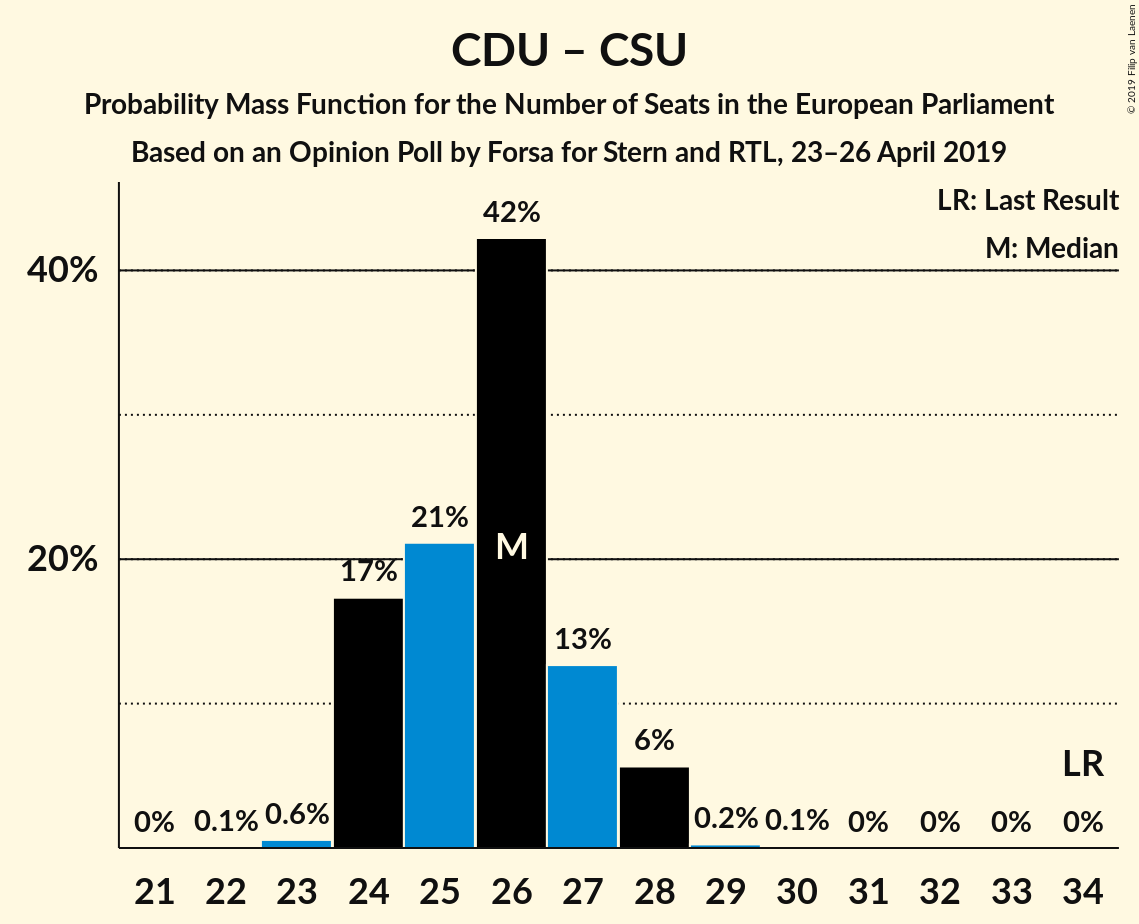 CDU – CSU
Probability Mass Function for the Number of Seats in the European Parliament
Based on an Opinion Poll by Forsa for Stern and RTL, 23–26 April 2019
© 2019 Filip van Laenen
LR: Last Result
M: Median
40%
20%
0% 0.1% 0.6% 17% 21% 42% 13% 6% 0.2% 0.1% 0% 0% 0% 0%
M
LR
21 22 23 24 25 26 27 28 29 30 31 32 33 34